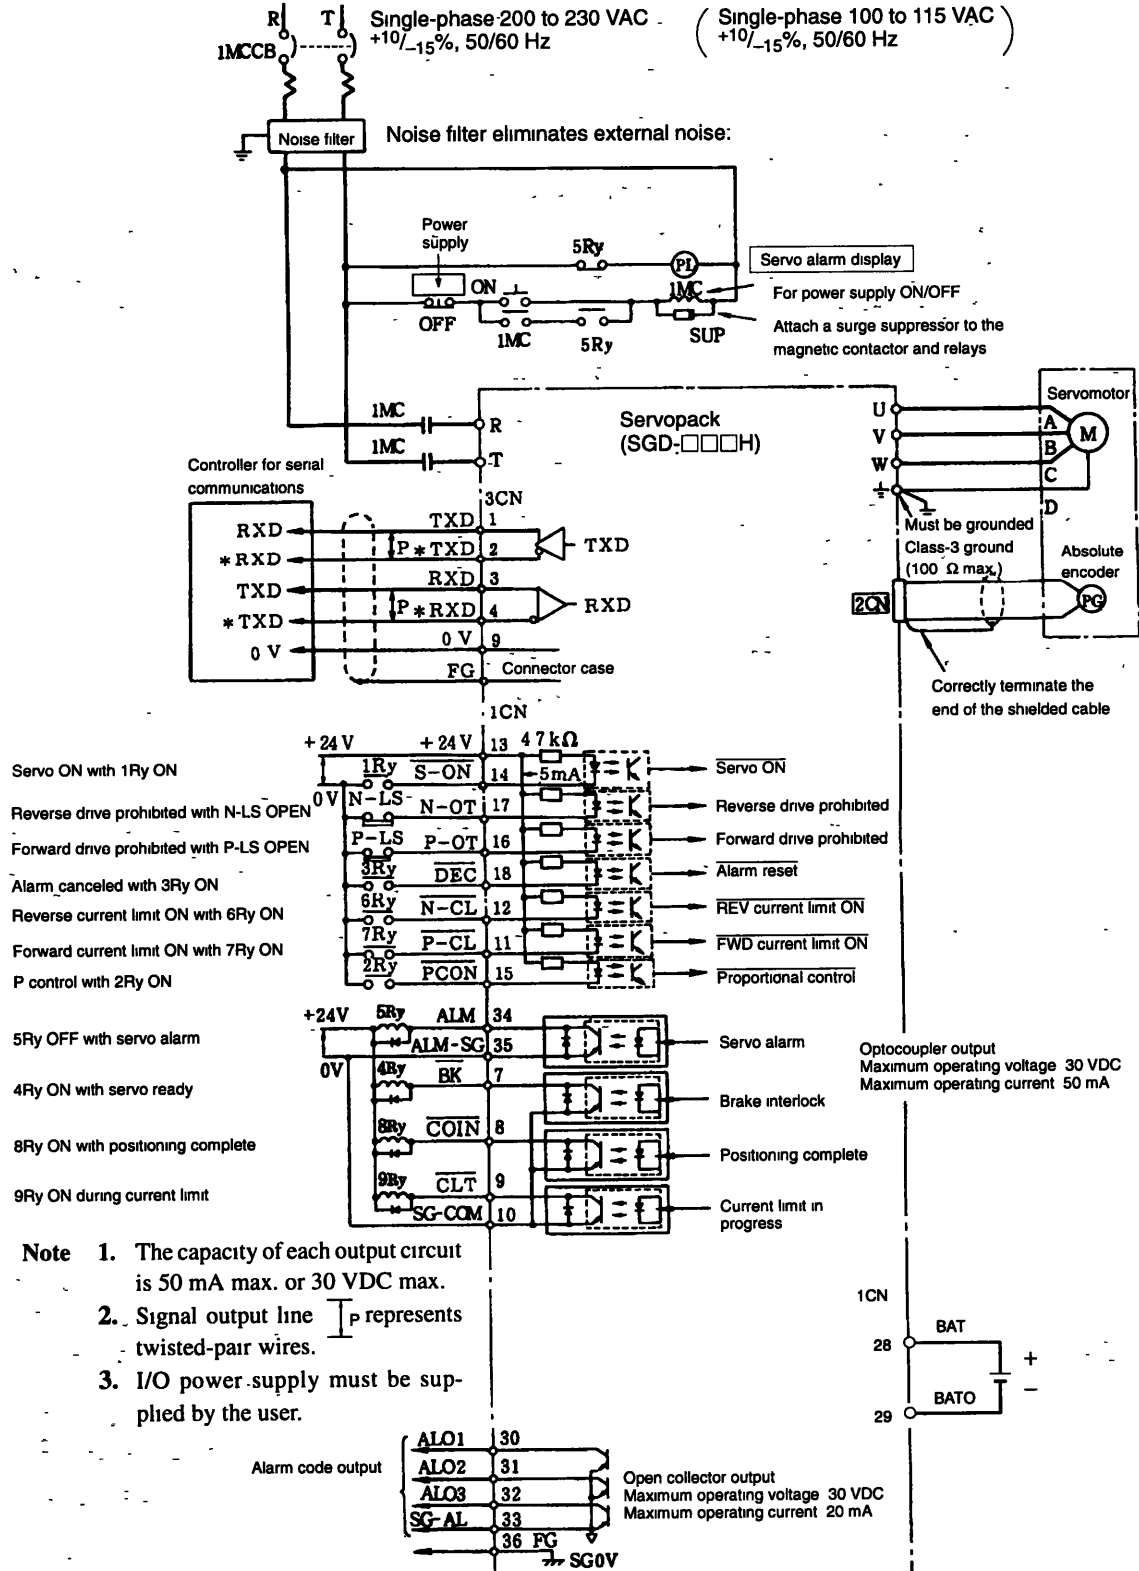 R T Single-phase 200 to 230 VAC ( Single-phase 100 to 115 VAC )
1MCCB +10/–15%, 50/60 Hz +10/–15%, 50/60 Hz
Noise filter Noise filter eliminates external noise:
Power
supply
5Ry PL Servo alarm display
ON 1MC For power supply ON/OFF
OFF 1MC 5Ry SUP Attach a surge suppressor to the
magnetic contactor and relays
Servomotor
1MC R Servopack U A M
(SGD-□□□H) V B
1MC T W C
D
Controller for serial
communications
3CN
Must be grounded
Class-3 ground
(100 Ω max.)
Absolute
encoder
2CN PG
Correctly terminate the
end of the shielded cable
RXD TXD 1
P TXD
*RXD *TXD 2
TXD RXD 3
P RXD
*TXD *RXD 4
0 V 0 V 9
FG Connector case
1CN
+24V +24V 13 4 7 kΩ
Servo ON with 1Ry ON 1Ry S-ON 14 5mA Servo ON
0V
Reverse drive prohibited with N-LS OPEN N-LS N-OT 17 Reverse drive prohibited
Forward drive prohibited with P-LS OPEN P-LS P-OT 16 Forward drive prohibited
Alarm canceled with 3Ry ON 3Ry DEC 18 Alarm reset
Reverse current limit ON with 6Ry ON 6Ry N-CL 12 REV current limit ON
Forward current limit ON with 7Ry ON 7Ry P-CL 11 FWD current limit ON
P control with 2Ry ON 2Ry PCON 15 Proportional control
+24V 5Ry ALM 34
5Ry OFF with servo alarm ALM-SG 35 Servo alarm
0V
Optocoupler output
Maximum operating voltage 30 VDC
Maximum operating current 50 mA
4Ry ON with servo ready 4Ry BK 7 Brake interlock
8Ry ON with positioning complete 8Ry COIN 8 Positioning complete
9Ry ON during current limit 9Ry CLT 9 Current limit in
progress
SG-COM 10
Note 1. The capacity of each output circuit
is 50 mA max. or 30 VDC max.
2. Signal output line P represents
twisted-pair wires.
3. I/O power supply must be sup-
plied by the user.
1CN
28 BAT
+
–
29 BATO
ALO1 30
Alarm code output ALO2 31 Open collector output
ALO3 32 Maximum operating voltage 30 VDC
SG-AL 33 Maximum operating current 20 mA
36 FG
SG0V